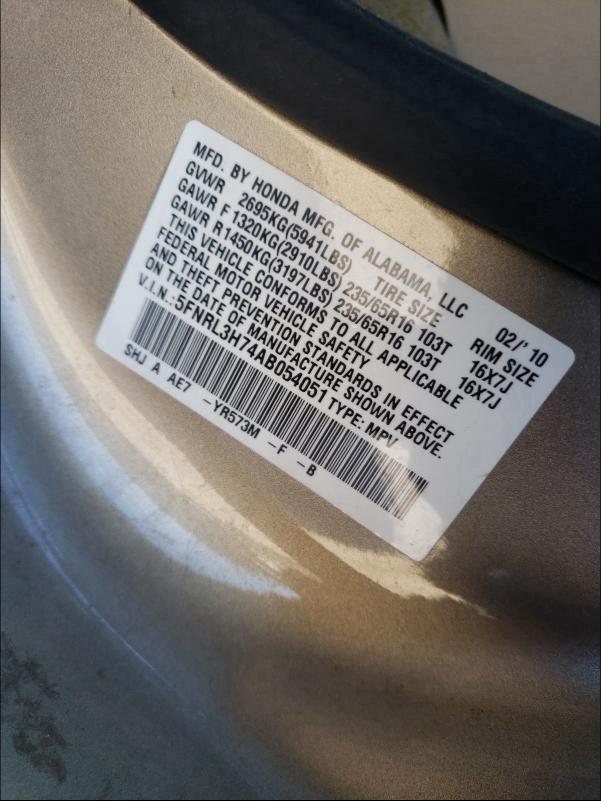 MFD. BY HONDA MFG. OF ALABAMA, LLC 02/'10
GVWR 2695KG(5941LBS) TIRE SIZE RIM SIZE
GAWR F 1320KG(2910LBS) 235/65R16 103T 16X7J
GAWR R 1450KG(3197LBS) 235/65R16 103T 16X7J
THIS VEHICLE CONFORMS TO ALL APPLICABLE
FEDERAL MOTOR VEHICLE SAFETY
AND THEFT PREVENTION STANDARDS IN EFFECT
ON THE DATE OF MANUFACTURE SHOWN ABOVE.
V.I.N.:5FNRL3H74AB054051 TYPE: MPV
SHJ A AE7 -YR573M -F -B